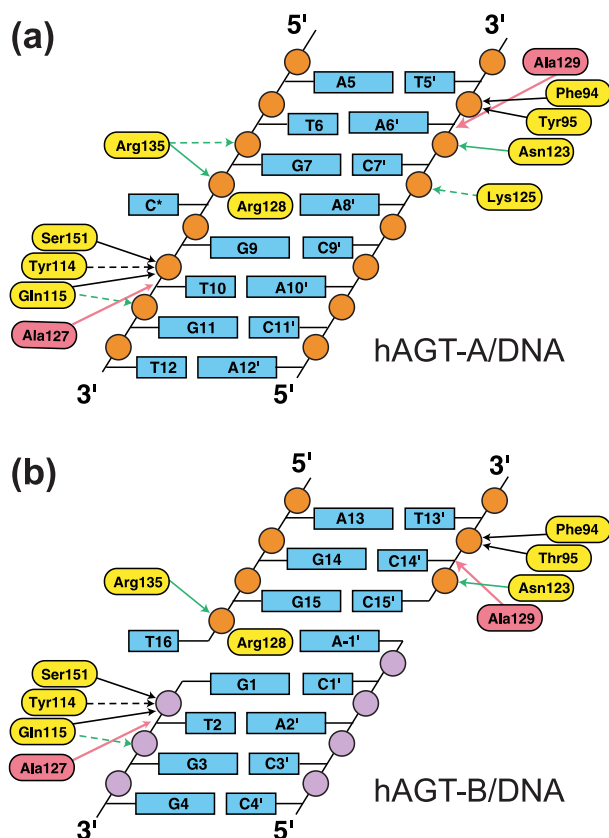 (a)
5' 3'
Ala129
A5 T5'
Phe94
T6 A6'
Tyr95
Arg135
Asn123
G7 C7'
Lys125
C* Arg128 A8'
Ser151
G9 C9'
Tyr114
Gln115
T10 A10'
Ala127
G11 C11'
hAGT-A/DNA
T12 A12'
3' 5'
(b)
5' 3'
A13 T13'
Phe94
G14 C14'
Thr95
Arg135
Asn123
G15 C15'
Ala129
T16 Arg128 A-1'
Ser151
G1 C1'
Tyr114
T2 A2'
Gln115
Ala127
G3 C3'
hAGT-B/DNA
G4 C4'
3' 5'